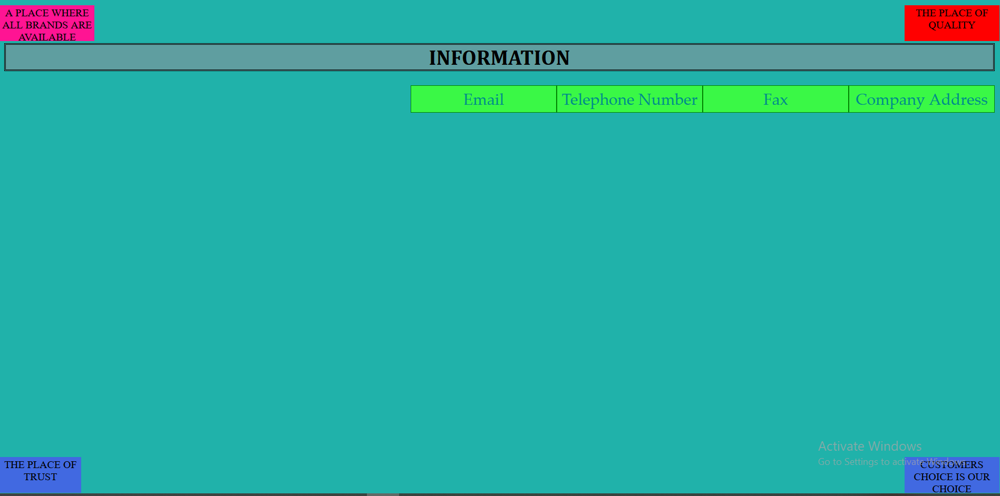 A PLACE WHERE
ALL BRANDS ARE
AVAILABLE
THE PLACE OF
QUALITY
INFORMATION
Email Telephone Number Fax Company Address
Activate Windows
Go to Settings to activate Windows.
THE PLACE OF
TRUST
CUSTOMERS
CHOICE IS OUR
CHOICE